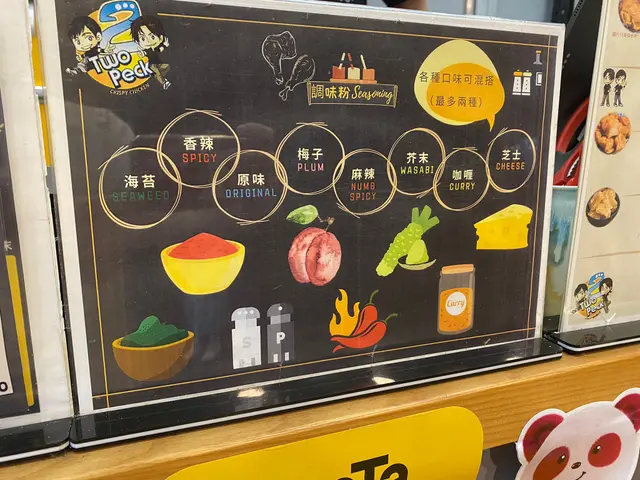 2
Two
Peck
CRISPY CHICKEN
調味粉 Seasoning
各種口味可混搭
（最多兩種）
海苔
SEAWEED
香辣
SPICY
原味
ORIGINAL
梅子
PLUM
麻辣
NUMB
SPICY
芥末
WASABI
咖喱
CURRY
芝士
CHEESE
S
P
Curry
2
Two
Peck